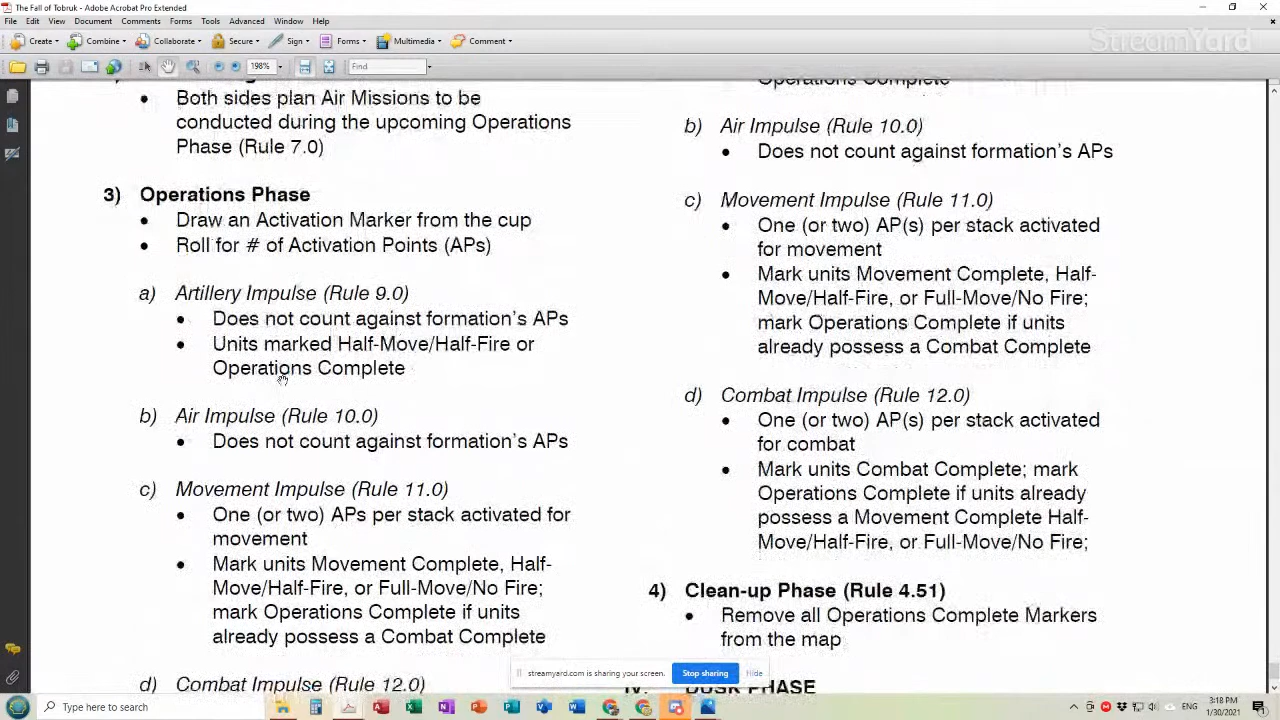 The Fall of Tobruk - Adobe Acrobat Pro Extended
File Edit View Document Comments Forms Tools Advanced Window Help
Create Combine Collaborate Secure Sign Forms Multimedia Comment
StreamYard
198% Find
• Both sides plan Air Missions to be
conducted during the upcoming Operations
Phase (Rule 7.0)
3) Operations Phase
• Draw an Activation Marker from the cup
• Roll for # of Activation Points (APs)
a) Artillery Impulse (Rule 9.0)
• Does not count against formation's APs
• Units marked Half-Move/Half-Fire or
Operations Complete
b) Air Impulse (Rule 10.0)
• Does not count against formation's APs
c) Movement Impulse (Rule 11.0)
• One (or two) APs per stack activated for
movement
• Mark units Movement Complete, Half-
Move/Half-Fire, or Full-Move/No Fire;
mark Operations Complete if units
already possess a Combat Complete
d) Combat Impulse (Rule 12.0)
Operations Complete
b) Air Impulse (Rule 10.0)
• Does not count against formation's APs
c) Movement Impulse (Rule 11.0)
• One (or two) AP(s) per stack activated
for movement
• Mark units Movement Complete, Half-
Move/Half-Fire, or Full-Move/No Fire;
mark Operations Complete if units
already possess a Combat Complete
d) Combat Impulse (Rule 12.0)
• One (or two) AP(s) per stack activated
for combat
• Mark units Combat Complete; mark
Operations Complete if units already
possess a Movement Complete Half-
Move/Half-Fire, or Full-Move/No Fire;
4) Clean-up Phase (Rule 4.51)
• Remove all Operations Complete Markers
from the map
IV. DUSK PHASE
streamyard.com is sharing your screen. Stop sharing Hide
Type here to search
3:18 PM
1/30/2021